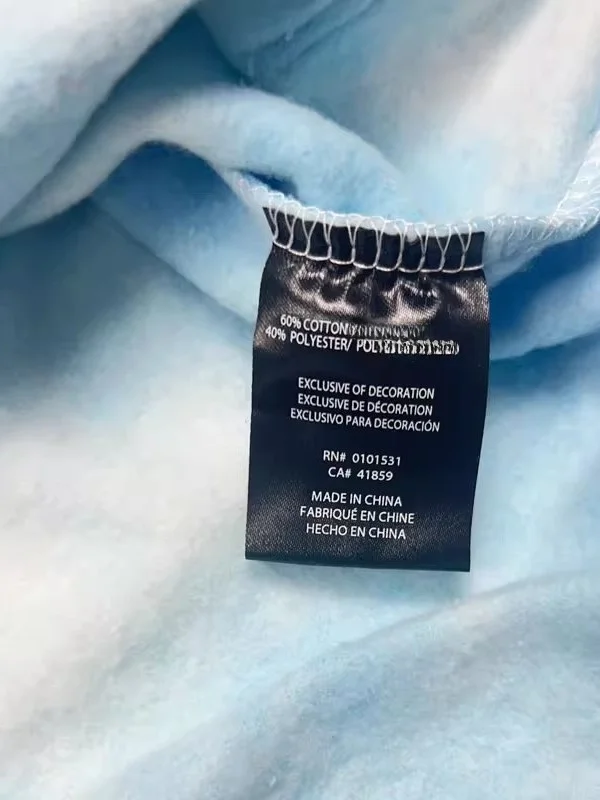 60% COTTON
40% POLYESTER/
EXCLUSIVE OF DECORATION
EXCLUSIVE DE DÉCORATION
EXCLUSIVO PARA DECORACIÓN
RN# 0101531
CA# 41859
MADE IN CHINA
FABRIQUÉ EN CHINE
HECHO EN CHINA